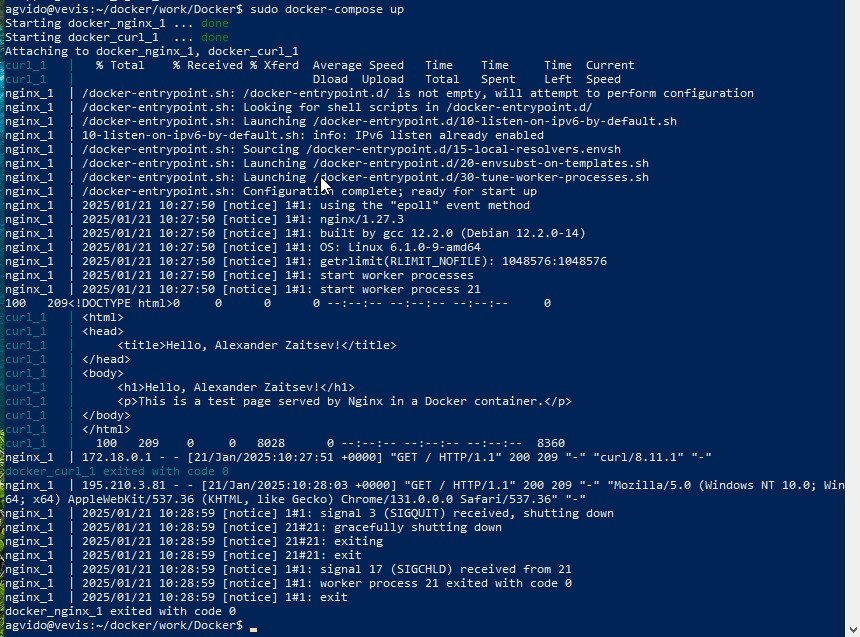 agvido@vevis:~/docker/work/Docker$ sudo docker-compose up
Starting docker_nginx_1 ... done
Starting docker_curl_1  ... done
Attaching to docker_nginx_1, docker_curl_1
curl_1   |   % Total    % Received % Xferd  Average Speed   Time    Time     Time  Current
curl_1   |                                  Dload  Upload   Total   Spent    Left  Speed
nginx_1  | /docker-entrypoint.sh: /docker-entrypoint.d/ is not empty, will attempt to perform configuration
nginx_1  | /docker-entrypoint.sh: Looking for shell scripts in /docker-entrypoint.d/
nginx_1  | /docker-entrypoint.sh: Launching /docker-entrypoint.d/10-listen-on-ipv6-by-default.sh
nginx_1  | 10-listen-on-ipv6-by-default.sh: info: IPv6 listen already enabled
nginx_1  | /docker-entrypoint.sh: Sourcing /docker-entrypoint.d/15-local-resolvers.envsh
nginx_1  | /docker-entrypoint.sh: Launching /docker-entrypoint.d/20-envsubst-on-templates.sh
nginx_1  | /docker-entrypoint.sh: Launching /docker-entrypoint.d/30-tune-worker-processes.sh
nginx_1  | /docker-entrypoint.sh: Configuration complete; ready for start up
nginx_1  | 2025/01/21 10:27:50 [notice] 1#1: using the "epoll" event method
nginx_1  | 2025/01/21 10:27:50 [notice] 1#1: nginx/1.27.3
nginx_1  | 2025/01/21 10:27:50 [notice] 1#1: built by gcc 12.2.0 (Debian 12.2.0-14)
nginx_1  | 2025/01/21 10:27:50 [notice] 1#1: OS: Linux 6.1.0-9-amd64
nginx_1  | 2025/01/21 10:27:50 [notice] 1#1: getrlimit(RLIMIT_NOFILE): 1048576:1048576
nginx_1  | 2025/01/21 10:27:50 [notice] 1#1: start worker processes
nginx_1  | 2025/01/21 10:27:50 [notice] 1#1: start worker process 21
100   209<!DOCTYPE html>0     0      0      0 --:--:-- --:--:-- --:--:--     0
curl_1   | <html>
curl_1   | <head>
curl_1   |      <title>Hello, Alexander Zaitsev!</title>
curl_1   | </head>
curl_1   | <body>
curl_1   |      <h1>Hello, Alexander Zaitsev!</h1>
curl_1   |      <p>This is a test page served by Nginx in a Docker container.</p>
curl_1   | </body>
curl_1   | </html>
curl_1   |   100   209    0     0   8028      0 --:--:-- --:--:-- --:--:--  8360
nginx_1  | 172.18.0.1 - - [21/Jan/2025:10:27:51 +0000] "GET / HTTP/1.1" 200 209 "-" "curl/8.11.1" "-"
docker_curl_1 exited with code 0
nginx_1  | 195.210.3.81 - - [21/Jan/2025:10:28:03 +0000] "GET / HTTP/1.1" 200 209 "-" "Mozilla/5.0 (Windows NT 10.0; Win
64; x64) AppleWebKit/537.36 (KHTML, like Gecko) Chrome/131.0.0.0 Safari/537.36" "-"
nginx_1  | 2025/01/21 10:28:59 [notice] 1#1: signal 3 (SIGQUIT) received, shutting down
nginx_1  | 2025/01/21 10:28:59 [notice] 21#21: gracefully shutting down
nginx_1  | 2025/01/21 10:28:59 [notice] 21#21: exiting
nginx_1  | 2025/01/21 10:28:59 [notice] 21#21: exit
nginx_1  | 2025/01/21 10:28:59 [notice] 1#1: signal 17 (SIGCHLD) received from 21
nginx_1  | 2025/01/21 10:28:59 [notice] 1#1: worker process 21 exited with code 0
nginx_1  | 2025/01/21 10:28:59 [notice] 1#1: exit
docker_nginx_1 exited with code 0
agvido@vevis:~/docker/work/Docker$